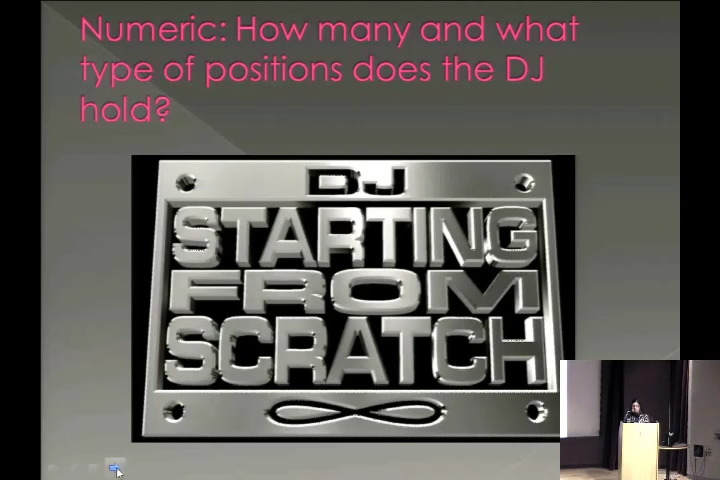 Numeric: How many and what
type of positions does the DJ
hold?
DJ
STARTING
FROM
SCRATCH